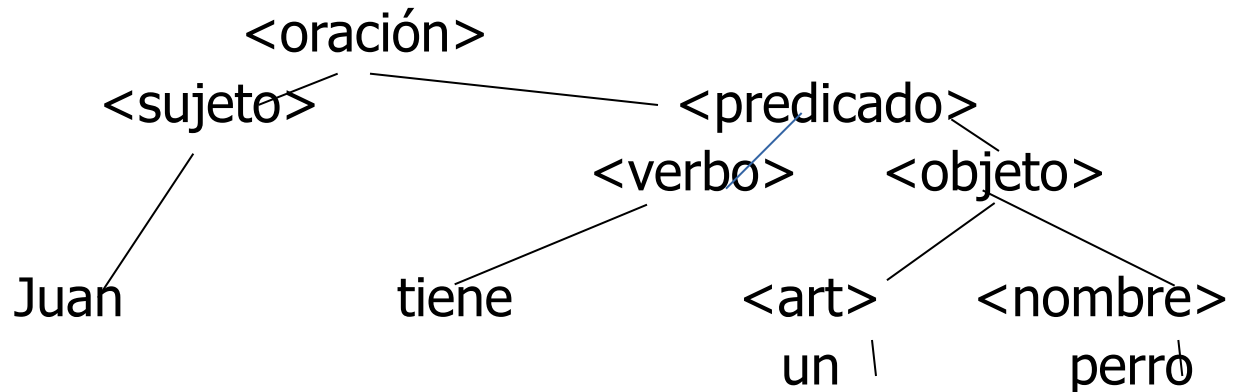 <oración>
<sujeto> <predicado>
<verbo> <objeto>
Juan tiene <art> <nombre>
un perro